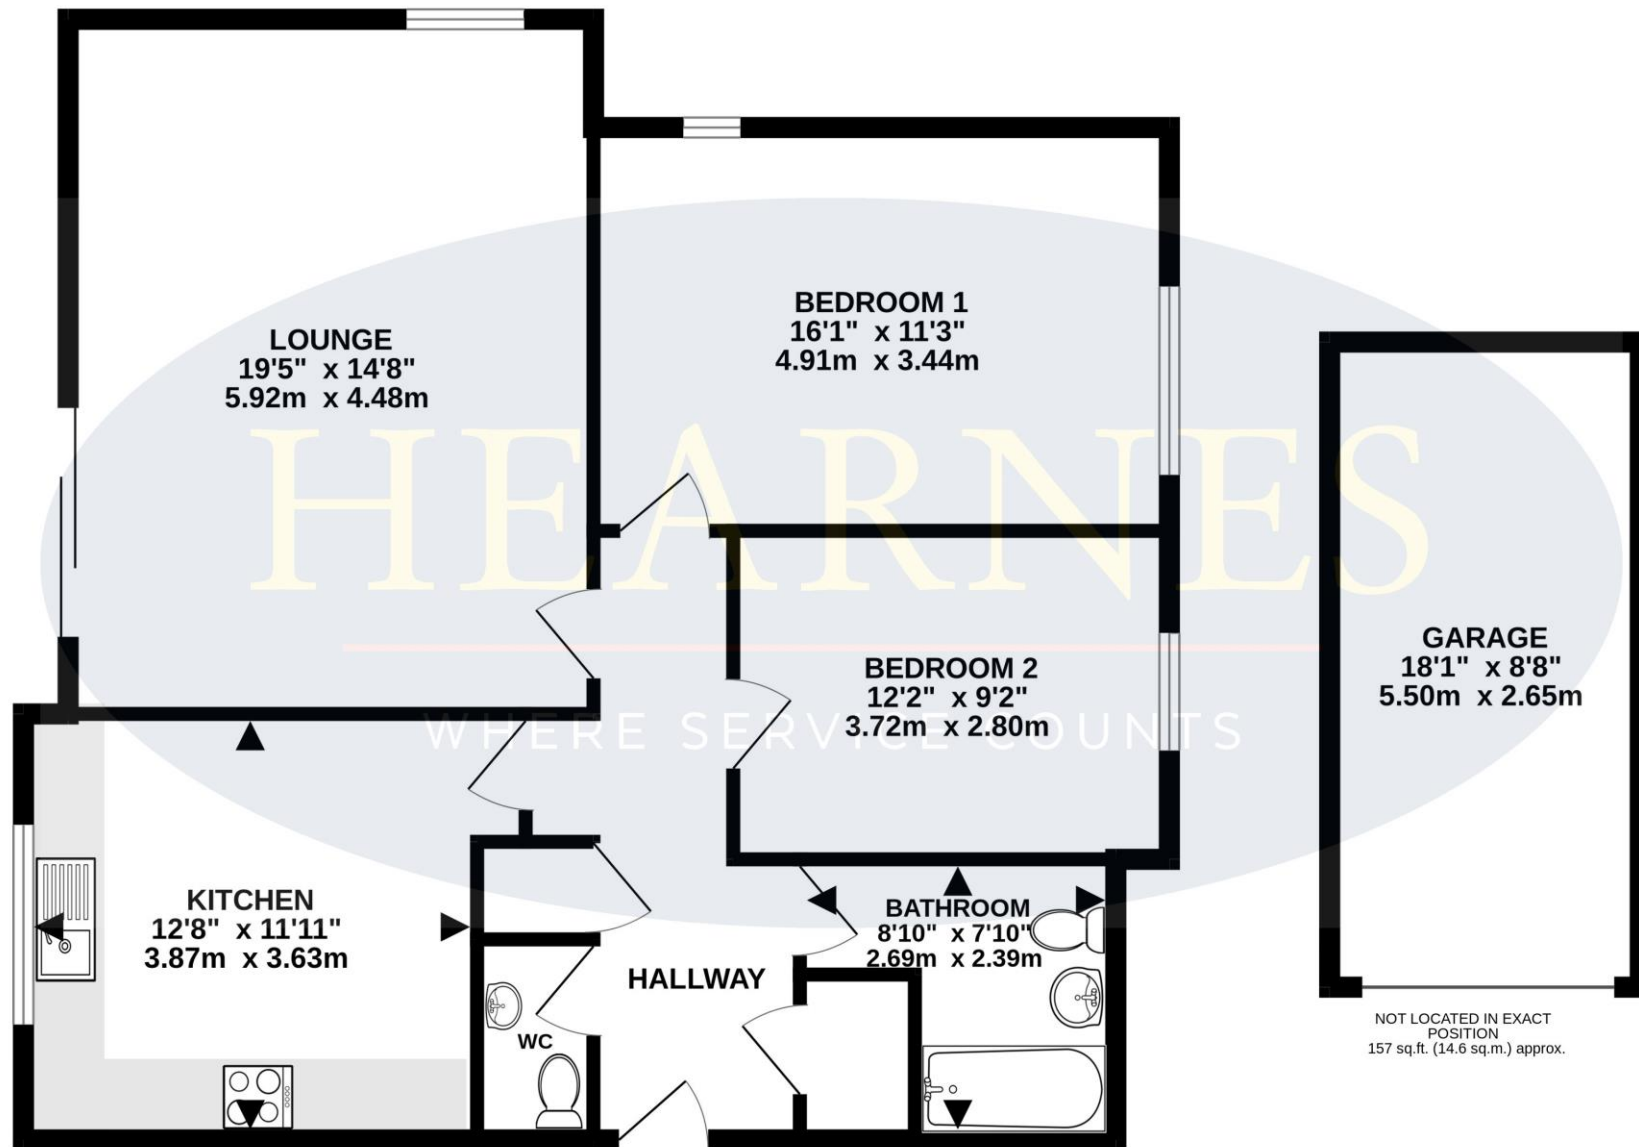 LOUNGE
19'5" x 14'8"
5.92m x 4.48m
BEDROOM 1
16'1" x 11'3"
4.91m x 3.44m
HEARNES
WHERE SERVICE COUNTS
BEDROOM 2
12'2" x 9'2"
3.72m x 2.80m
GARAGE
18'1" x 8'8"
5.50m x 2.65m
KITCHEN
12'8" x 11'11"
3.87m x 3.63m
BATHROOM
8'10" x 7'10"
2.69m x 2.39m
HALLWAY
WC
NOT LOCATED IN EXACT
POSITION
157 sq.ft. (14.6 sq.m.) approx.